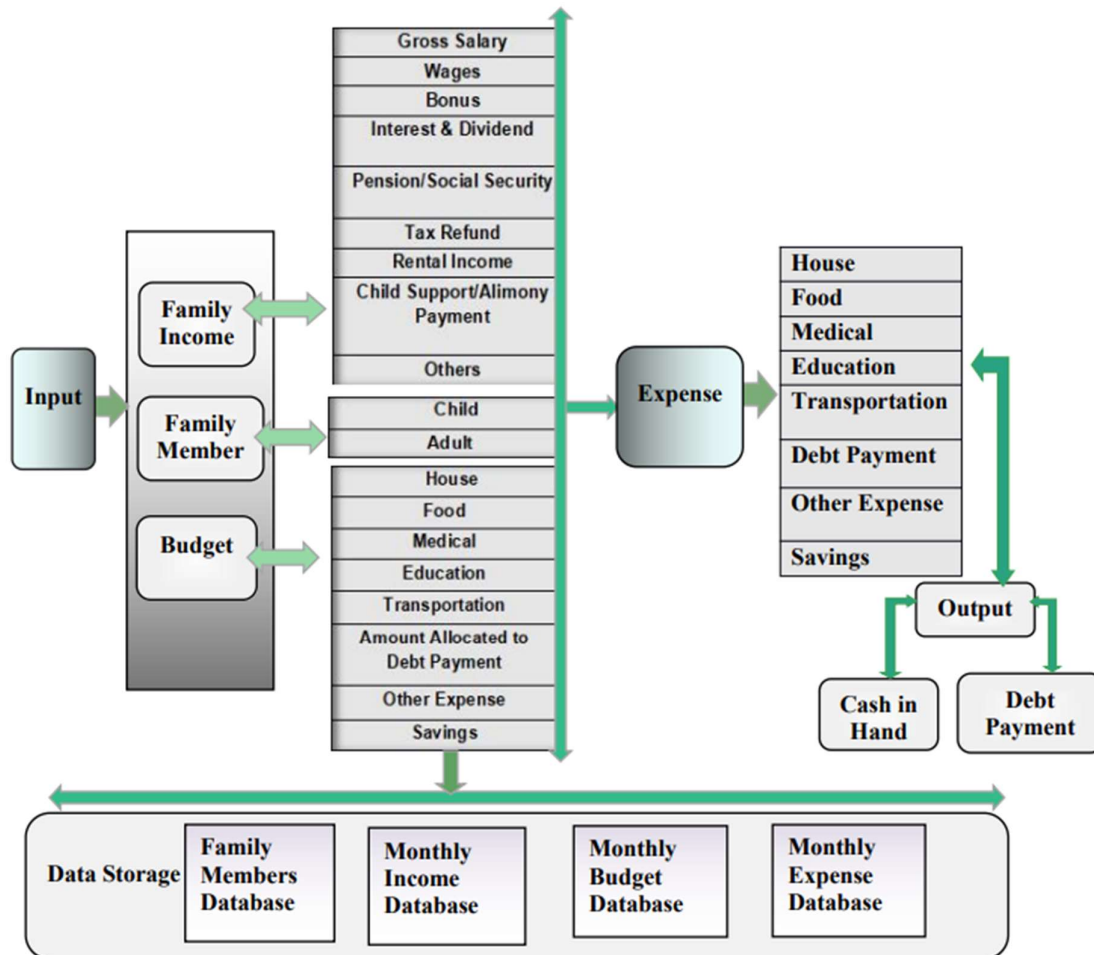 Input
Family
Income
Family
Member
Budget
Gross Salary
Wages
Bonus
Interest & Dividend
Pension/Social Security
Tax Refund
Rental Income
Child Support/Alimony
Payment
Others
Child
Adult
House
Food
Medical
Education
Transportation
Amount Allocated to
Debt Payment
Other Expense
Savings
Expense
House
Food
Medical
Education
Transportation
Debt Payment
Other Expense
Savings
Output
Cash in
Hand
Debt
Payment
Data Storage
Family
Members
Database
Monthly
Income
Database
Monthly
Budget
Database
Monthly
Expense
Database